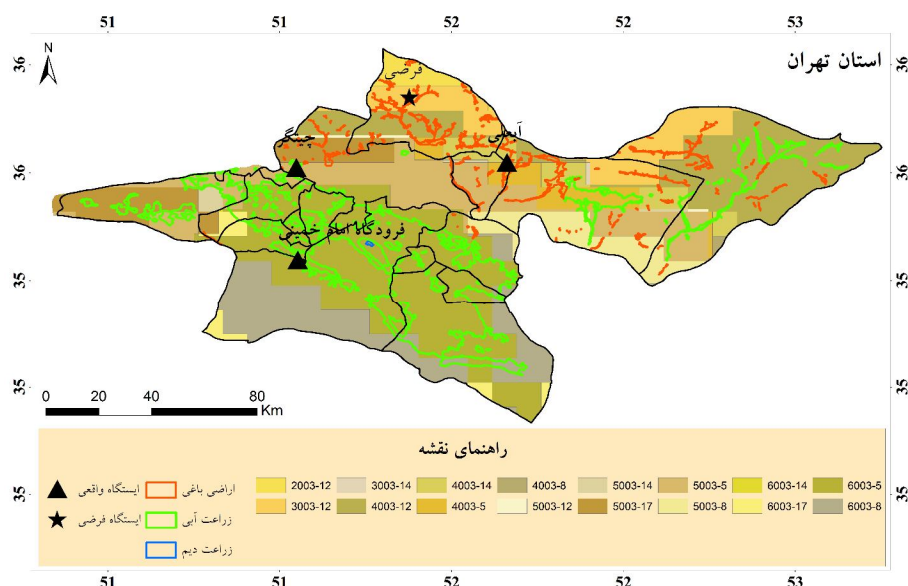 51 51 52 52 53
استان تهران
N
36 36
فرضی
آبعلی
چیتگر
36 36
فرودگاه امام خمینی
35 35
35 35
0 20 40 80
Km
راهنمای نقشه
ایستگاه واقعی
ایستگاه فرضی
اراضی باغی
زراعت آبی
زراعت دیم
2003-12 3003-14 4003-14 4003-8 5003-14 5003-5 6003-14 6003-5
3003-12 4003-12 4003-5 5003-12 5003-17 5003-8 6003-17 6003-8
35 35
51 51 52 52 53